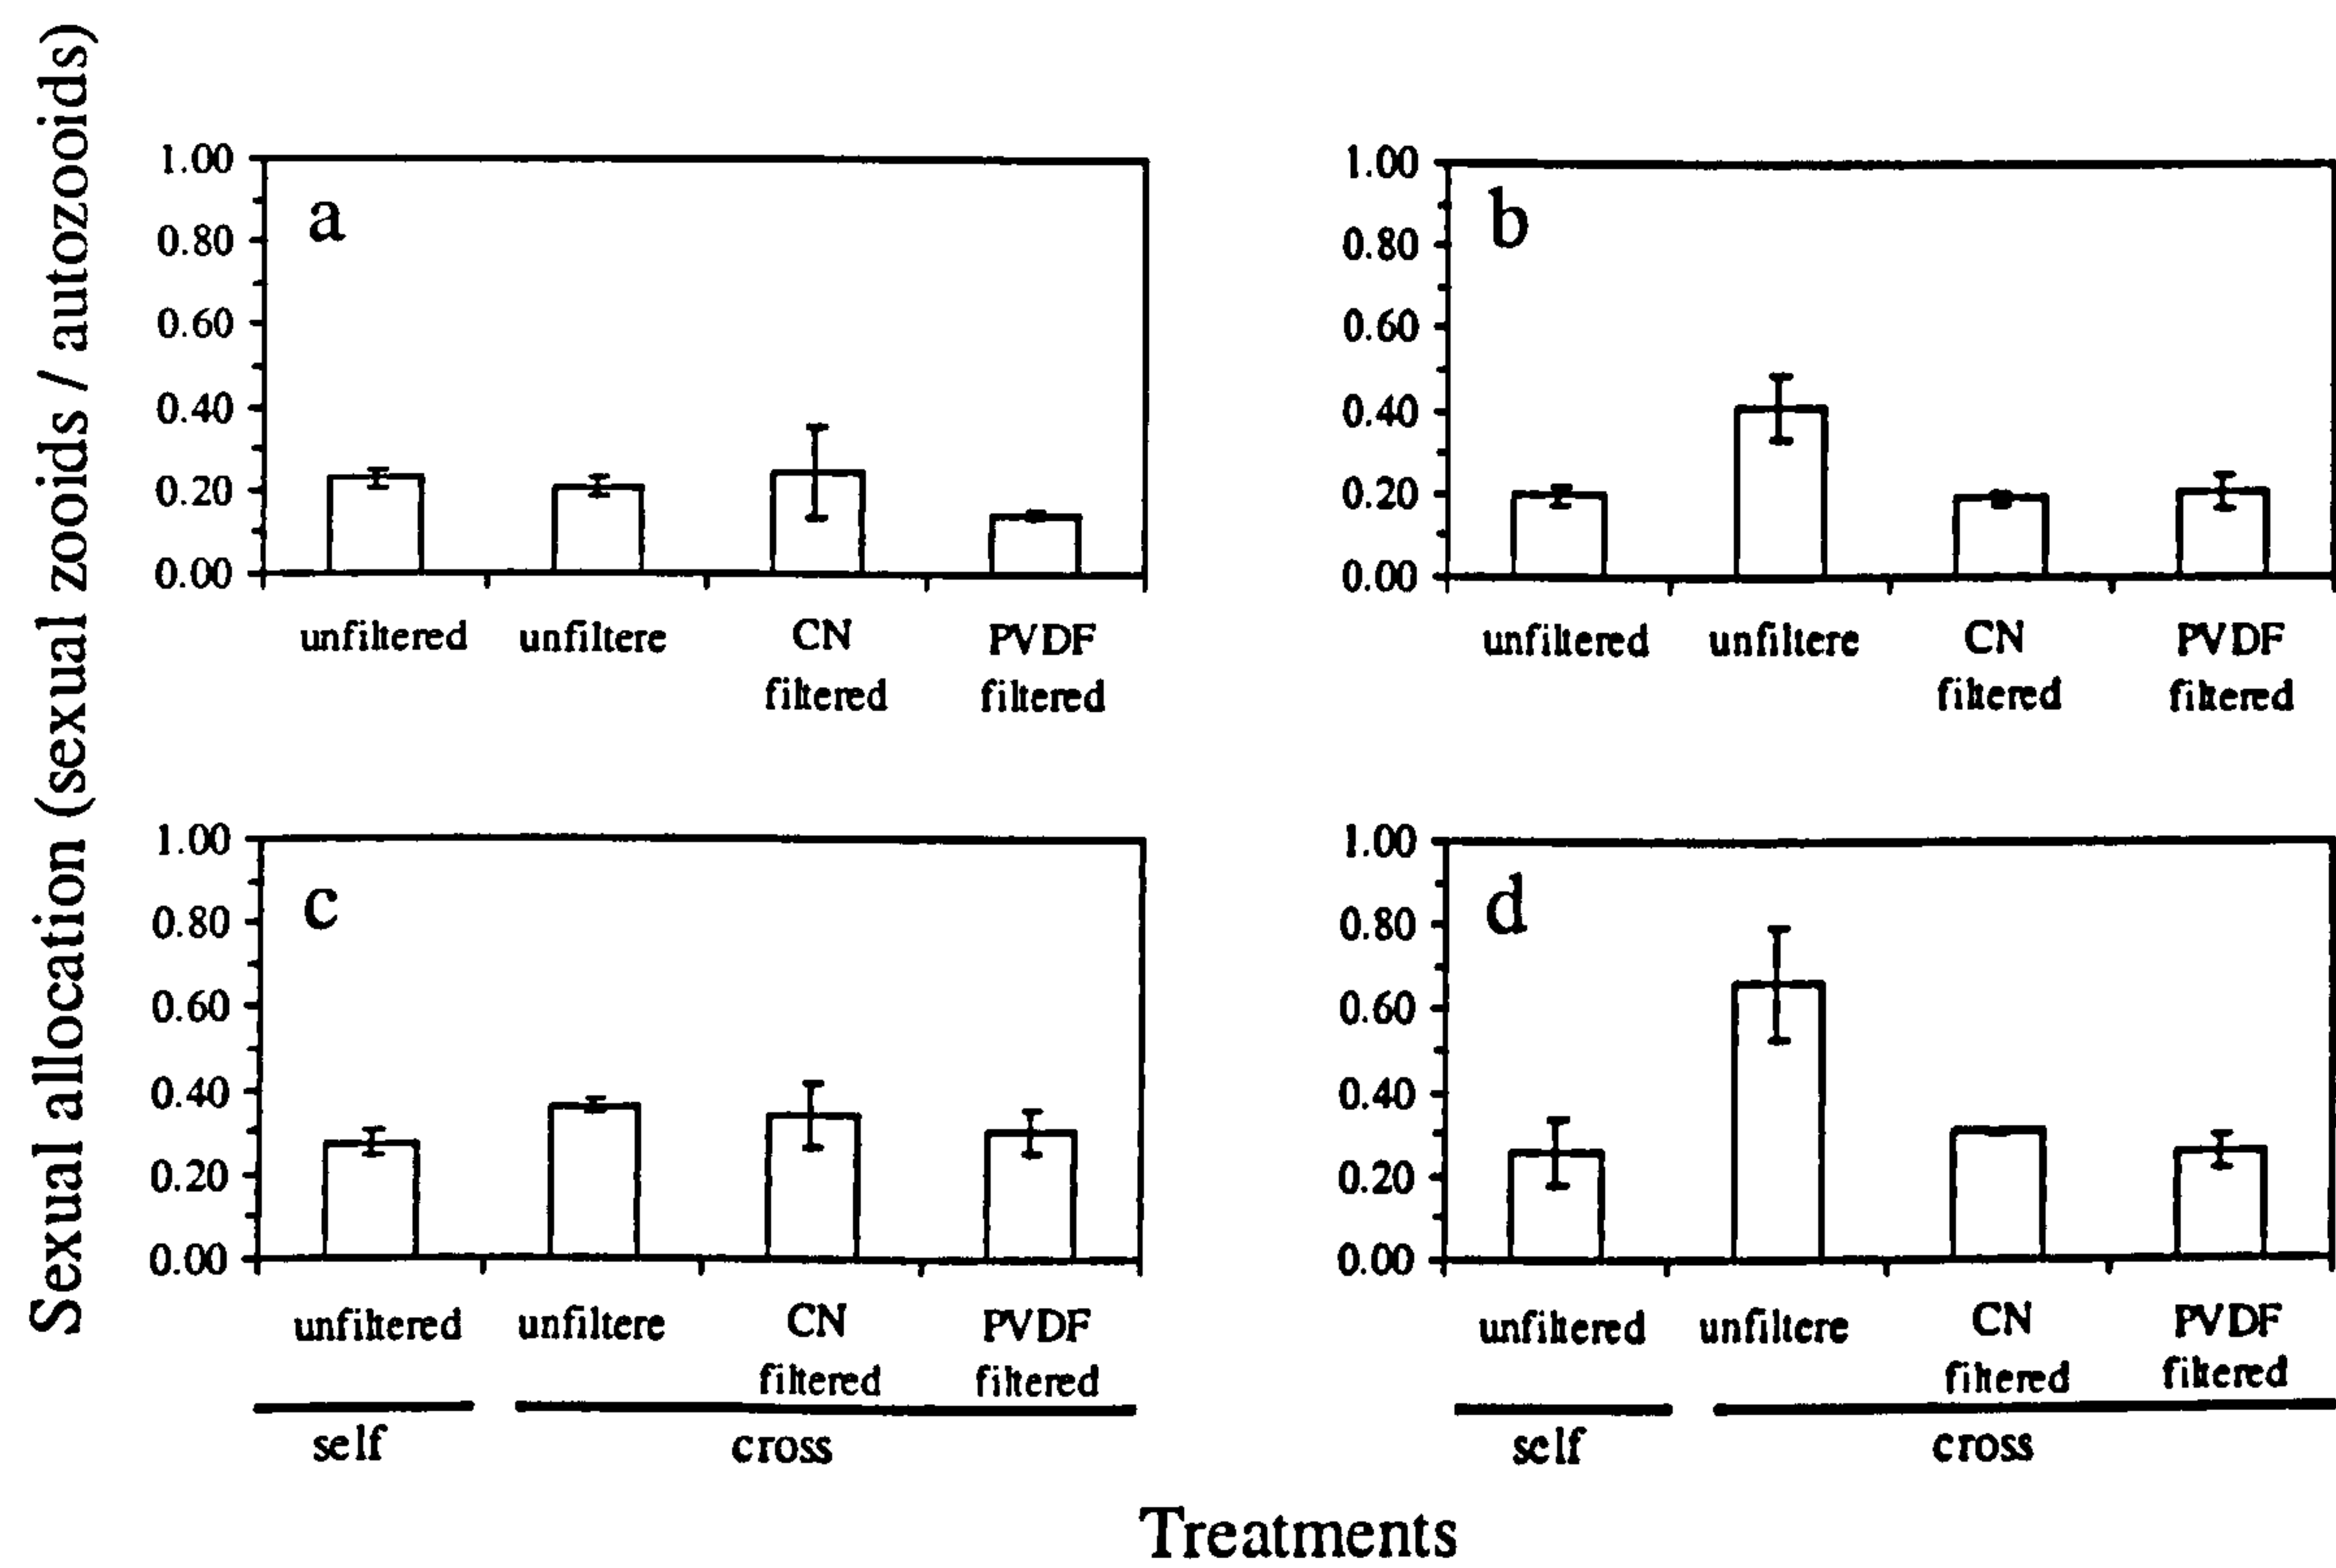 Sexual allocation (sexual zooids / autozooids)
a
1.00
0.80
0.60
0.40
0.20
0.00
unfiltered unfiltere CN PVDF
filtered filtered
b
1.00
0.80
0.60
0.40
0.20
0.00
unfiltered unfiltere CN PVDF
filtered filtered
c
1.00
0.80
0.60
0.40
0.20
0.00
unfiltered unfiltere CN PVDF
filtered filtered
self cross
d
1.00
0.80
0.60
0.40
0.20
0.00
unfiltered unfiltere CN PVDF
filtered filtered
self cross
Treatments